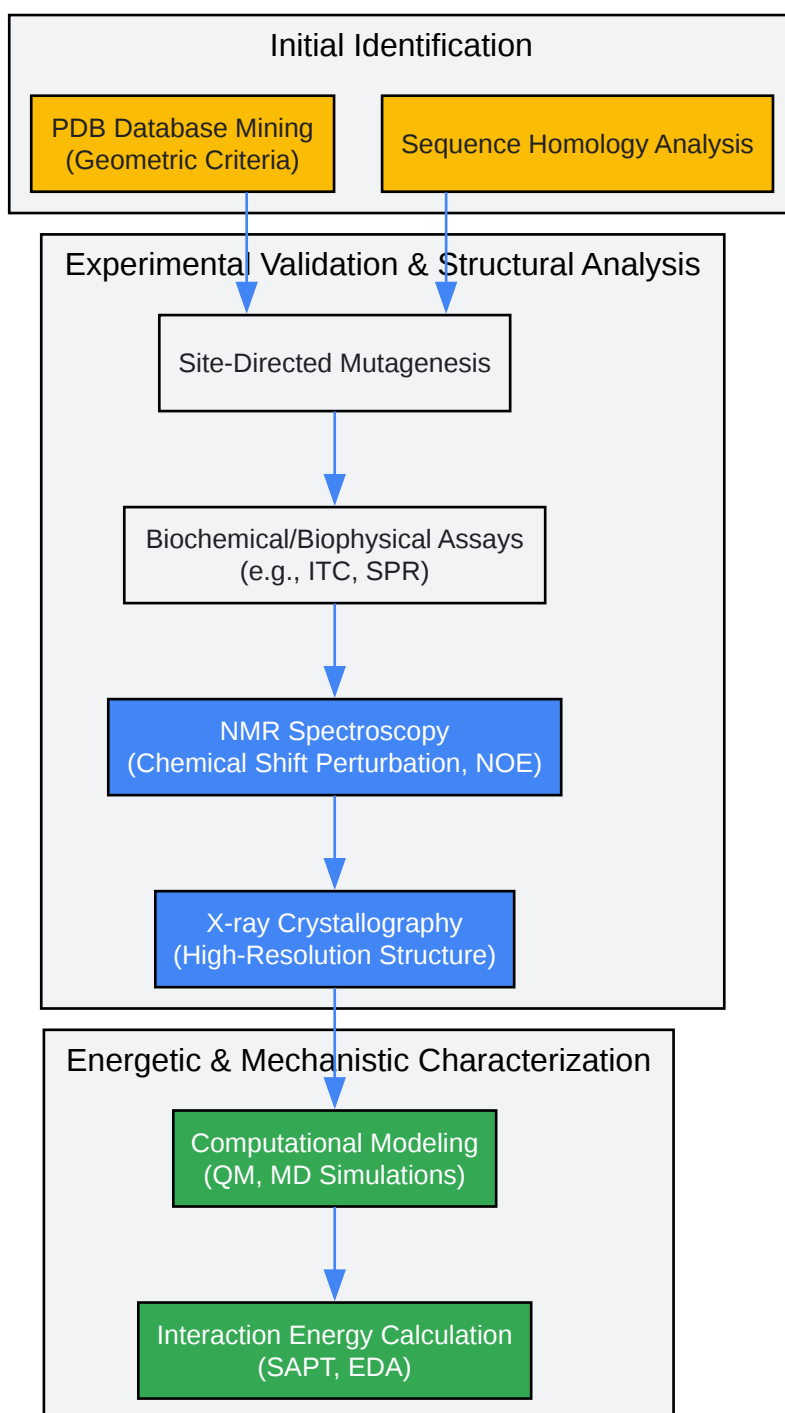 Initial Identification
PDB Database Mining
(Geometric Criteria)
Sequence Homology Analysis
Experimental Validation & Structural Analysis
Site-Directed Mutagenesis
Biochemical/Biophysical Assays
(e.g., ITC, SPR)
NMR Spectroscopy
(Chemical Shift Perturbation, NOE)
X-ray Crystallography
(High-Resolution Structure)
Energetic & Mechanistic Characterization
Computational Modeling
(QM, MD Simulations)
Interaction Energy Calculation
(SAPT, EDA)